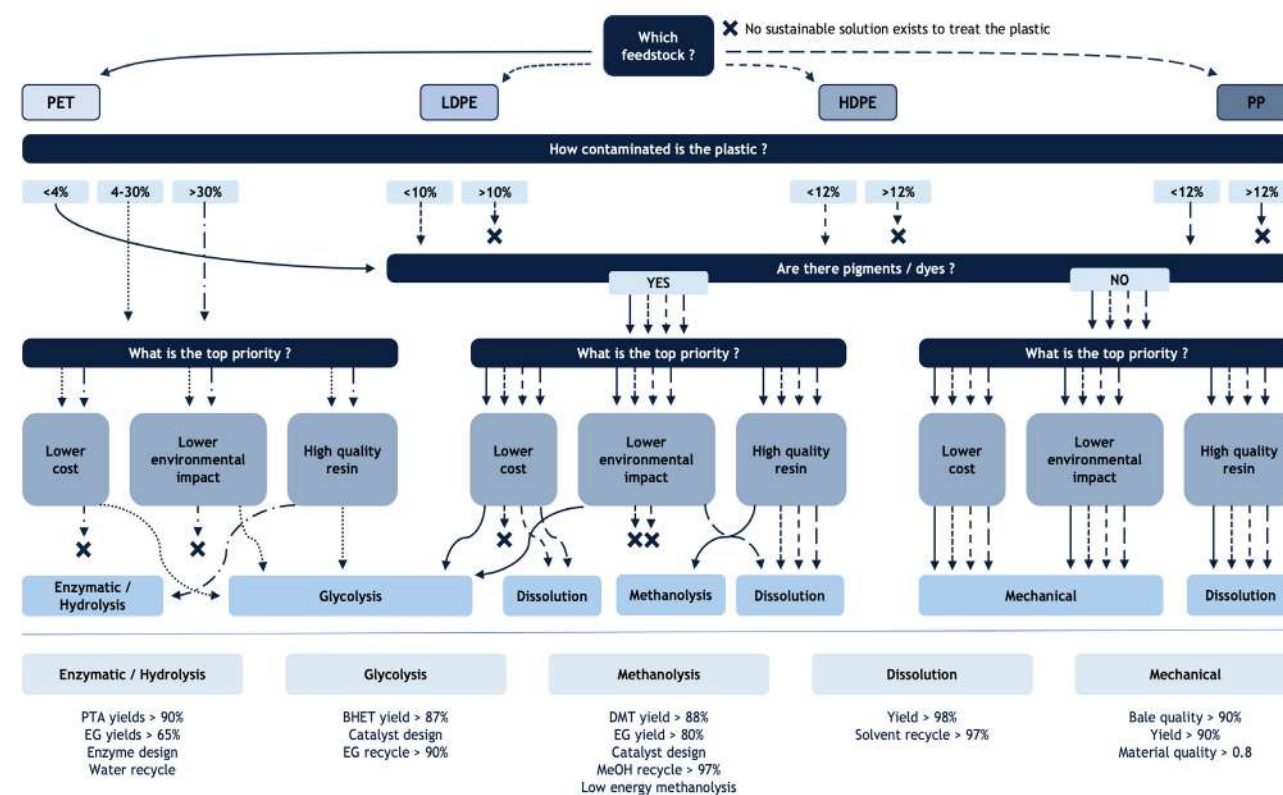 Which
feedstock ?
No sustainable solution exists to treat the plastic
PET
LDPE
HDPE
PP
How contaminated is the plastic ?
<4%
4-30%
>30%
<10%
>10%
<12%
>12%
<12%
>12%
Are there pigments / dyes ?
YES
NO
What is the top priority ?
What is the top priority ?
What is the top priority ?
Lower
cost
Lower
environmental
impact
High quality
resin
Lower
cost
Lower
environmental
impact
High quality
resin
Lower
cost
Lower
environmental
impact
High quality
resin
Enzymatic /
Hydrolysis
Glycolysis
Dissolution
Methanolysis
Dissolution
Mechanical
Dissolution
Enzymatic / Hydrolysis
PTA yields > 90%
EG yields > 65%
Enzyme design
Water recycle
Glycolysis
BHET yield > 87%
Catalyst design
EG recycle > 90%
Methanolysis
DMT yield > 88%
EG yield > 80%
Catalyst design
MeOH recycle > 97%
Low energy methanolysis
Dissolution
Yield > 98%
Solvent recycle > 97%
Mechanical
Bale quality > 90%
Yield > 90%
Material quality > 0.8